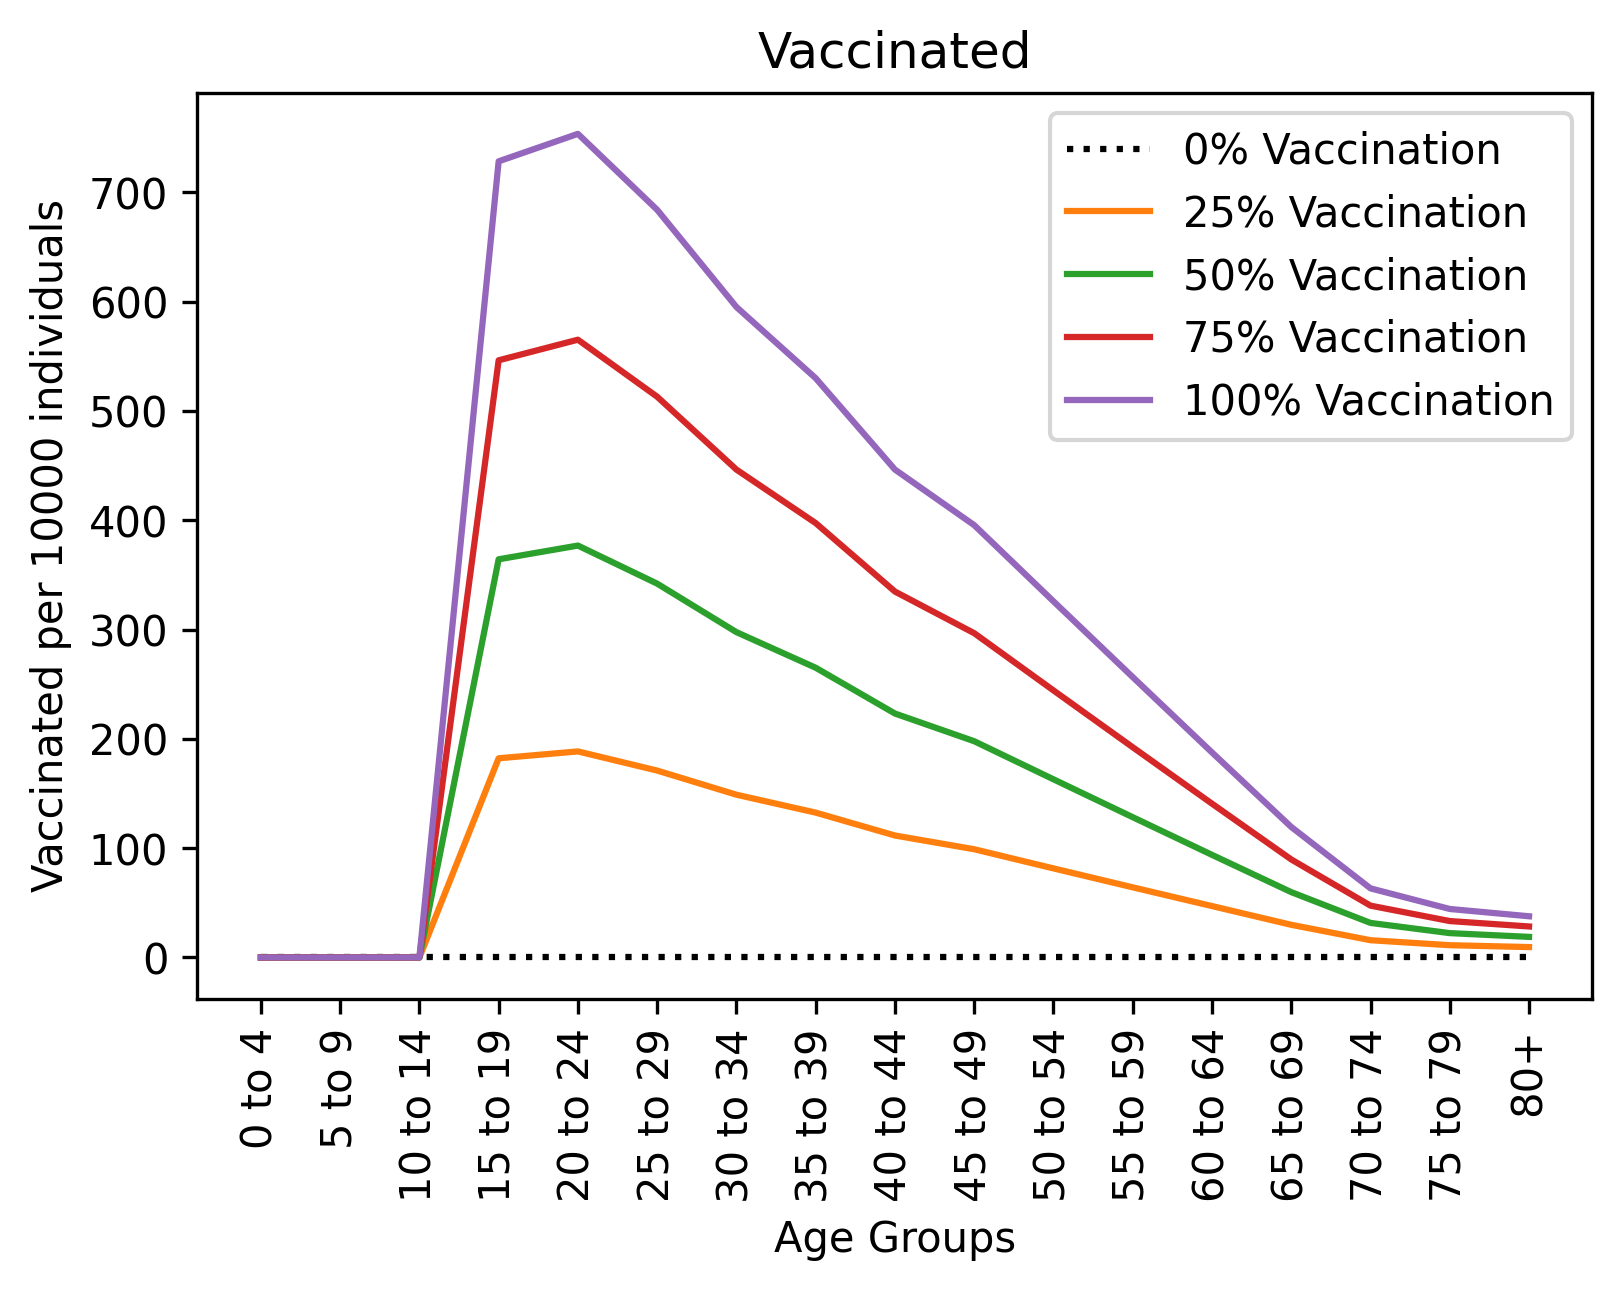 Vaccinated
Vaccinated per 10000 individuals
700
600
500
400
300
200
100
0
0% Vaccination
25% Vaccination
50% Vaccination
75% Vaccination
100% Vaccination
0 to 4
5 to 9
10 to 14
15 to 19
20 to 24
25 to 29
30 to 34
35 to 39
40 to 44
45 to 49
50 to 54
55 to 59
60 to 64
65 to 69
70 to 74
75 to 79
80+
Age Groups